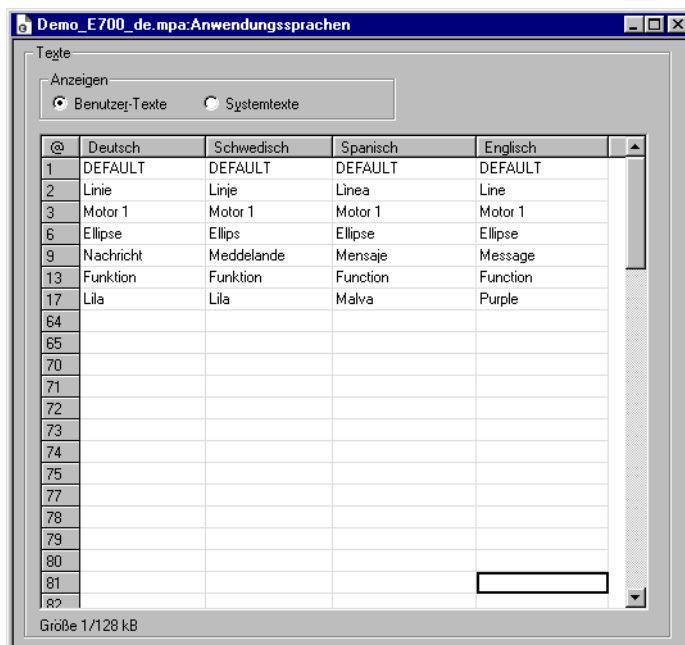 Demo_E700_de.mpa:Anwendungssprachen
Texte
Anzeigen
Benutzer-Texte Systemtexte
@ Deutsch Schwedisch Spanisch Englisch
1 DEFAULT DEFAULT DEFAULT DEFAULT
2 Linie Linje Lìnea Line
3 Motor 1 Motor 1 Motor 1 Motor 1
6 Ellipse Ellips Ellipse Ellipse
9 Nachricht Meddelande Mensaje Message
13 Funktion Funktion Function Function
17 Lila Lila Malva Purple
64
65
70
71
72
73
74
75
77
78
79
80
81
82
Größe 1/128 kB